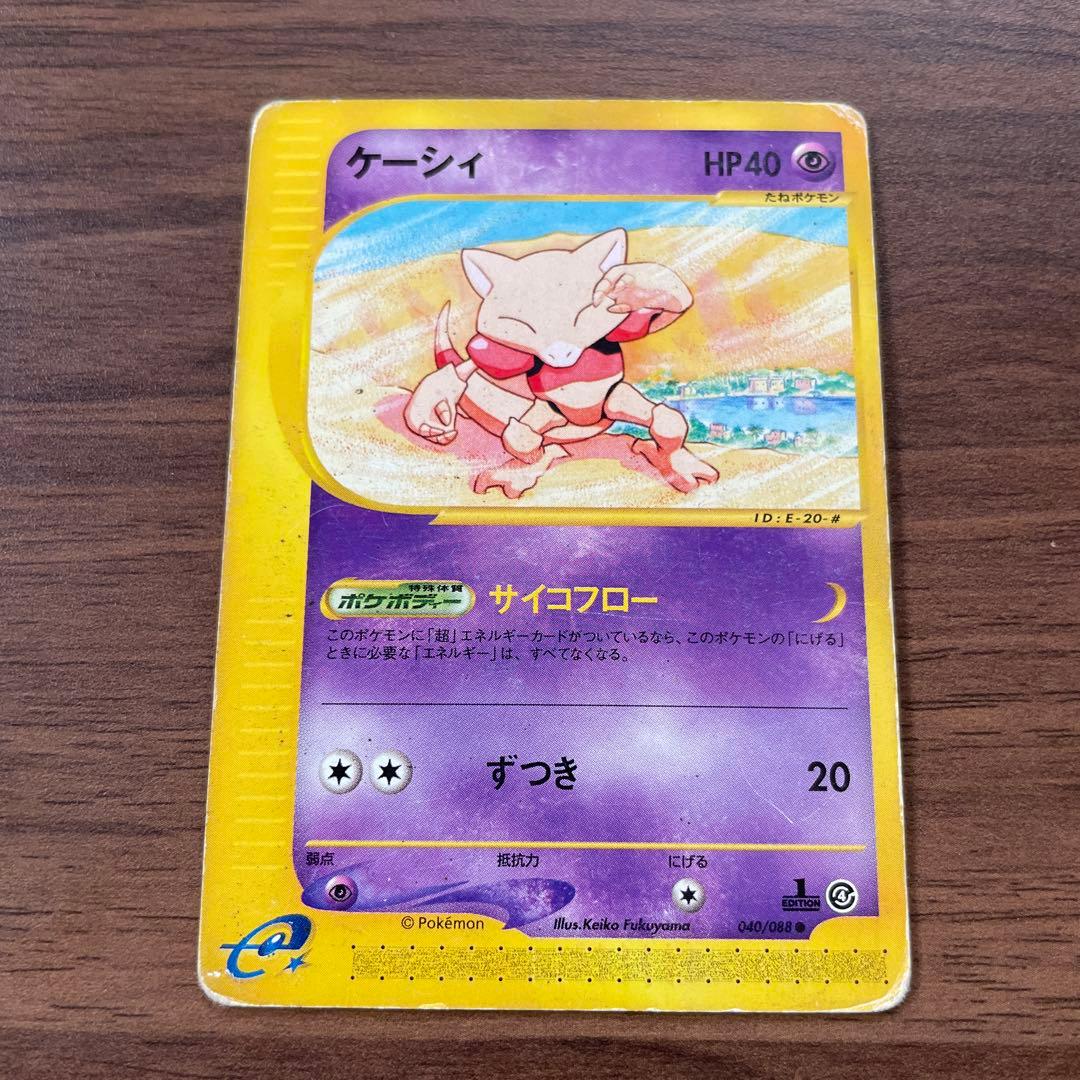 ケーシィ HP40
たねポケモン
ID:E-20-#
特殊体質
ポケボディー サイコフロー
このポケモンに「超」エネルギーカードがついているなら、このポケモンの「にげる」
ときに必要な「エネルギー」は、すべてなくなる。
ずつき 20
弱点 抵抗力 にげる
1
EDITION
© Pokémon Illus.Keiko Fukuyama 040/088 ●
e